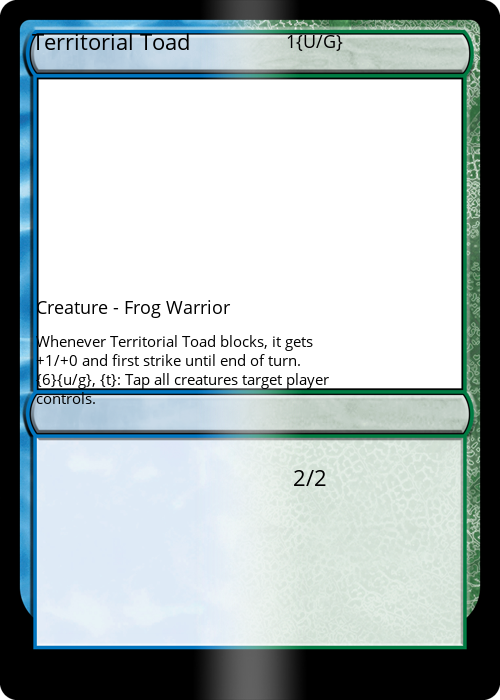 Territorial Toad 1{U/G}
Creature - Frog Warrior
Whenever Territorial Toad blocks, it gets
+1/+0 and first strike until end of turn.
{6}{u/g}, {t}: Tap all creatures target player
controls.
2/2